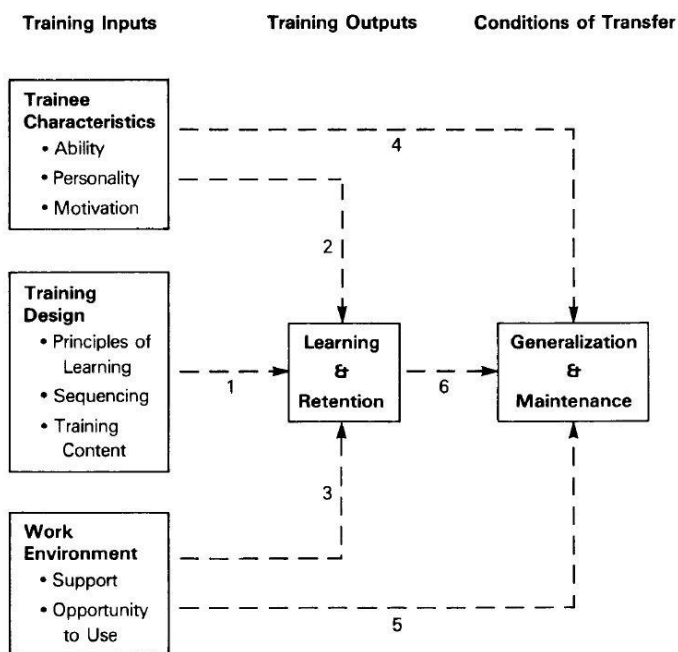 Training Inputs Training Outputs Conditions of Transfer
Trainee
Characteristics
• Ability
• Personality
• Motivation
4
2
Training
Design
• Principles of
Learning
• Sequencing
• Training
Content
1
Learning
&
Retention
6
Generalization
&
Maintenance
3
Work
Environment
• Support
• Opportunity
to Use
5